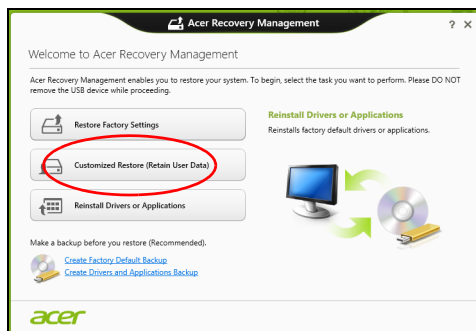 Acer Recovery Management
? X
Welcome to Acer Recovery Management
Acer Recovery Management enables you to restore your system. To begin, select the task you want to perform. Please DO NOT
remove the USB device while proceeding.
Restore Factory Settings
Customized Restore (Retain User Data)
Reinstall Drivers or Applications
Reinstall Drivers or Applications
Reinstalls factory default drivers or applications.
Make a backup before you restore (Recommended).
Create Factory Default Backup
Create Drivers and Applications Backup
acer